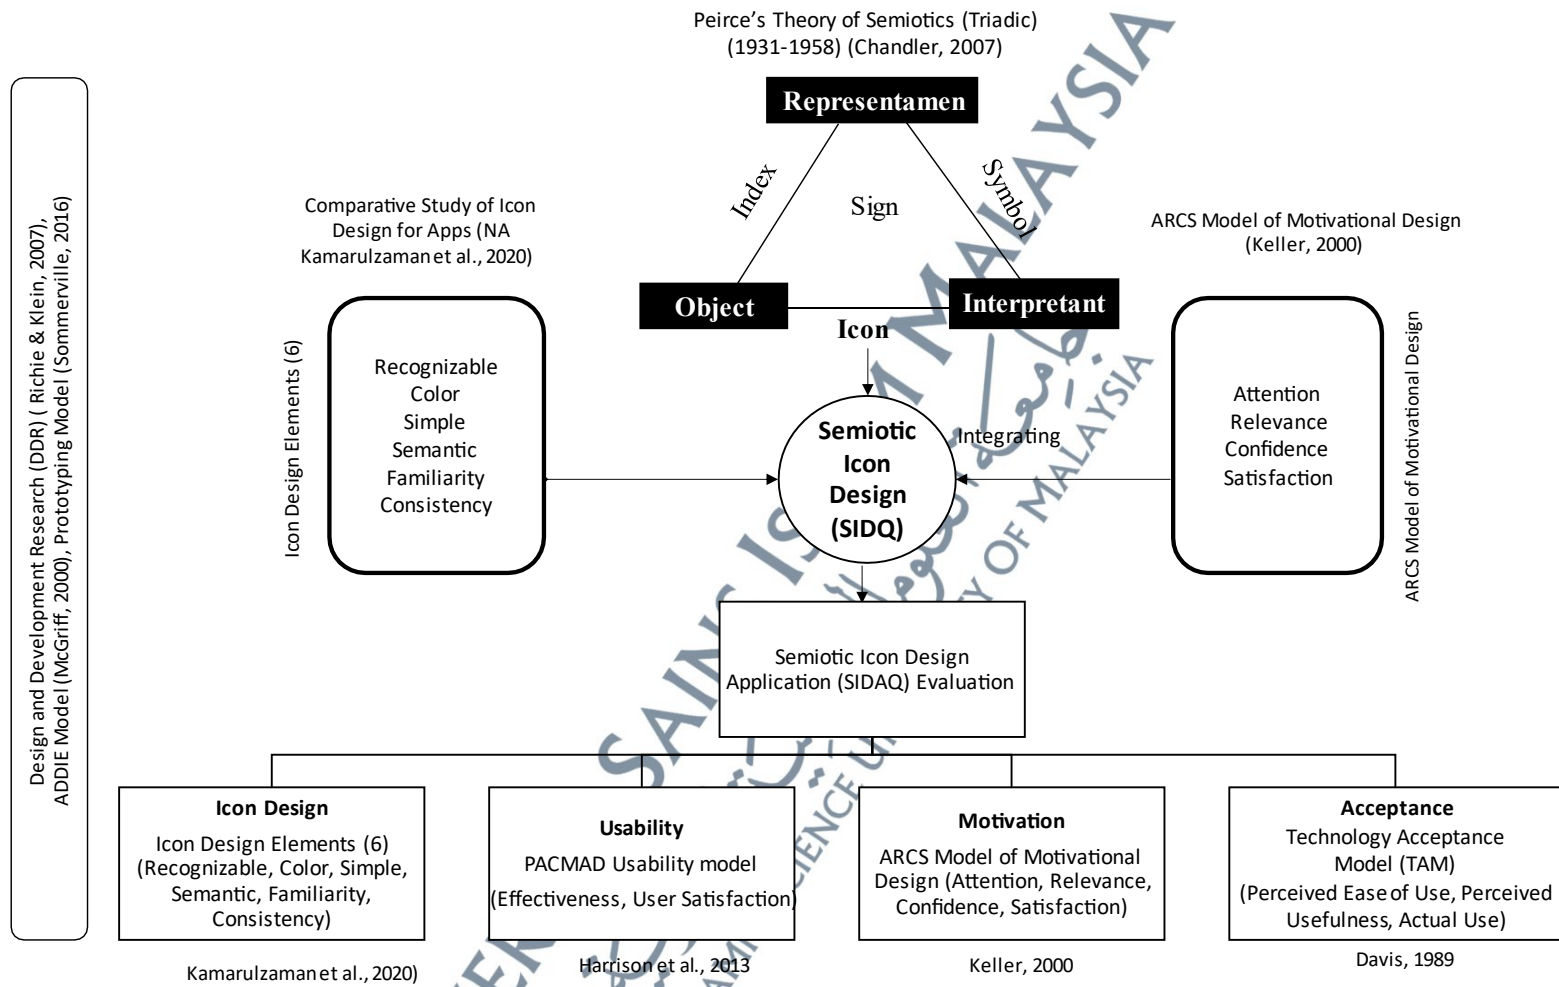 Peirce’s Theory of Semiotics (Triadic)
(1931-1958) (Chandler, 2007)
Representamen
Index
Symbol
Sign
Object
Interpretant
Icon
Design and Development Research (DDR) ( Richie & Klein, 2007),
ADDIE Model (McGriff, 2000), Prototyping Model (Sommerville, 2016)
Comparative Study of Icon
Design for Apps (NA
Kamarulzaman et al., 2020)
Icon Design Elements (6)
Recognizable
Color
Simple
Semantic
Familiarity
Consistency
Semiotic
Icon
Design
(SIDQ)
Integrating
ARCS Model of Motivational Design
(Keller, 2000)
Attention
Relevance
Confidence
Satisfaction
ARCS Model of Motivational Design
Semiotic Icon Design
Application (SIDAQ) Evaluation
Icon Design
Icon Design Elements (6)
(Recognizable, Color, Simple,
Semantic, Familiarity,
Consistency)
Kamarulzaman et al., 2020)
Usability
PACMAD Usability model
(Effectiveness, User Satisfaction)
Harrison et al., 2013
Motivation
ARCS Model of Motivational
Design (Attention, Relevance,
Confidence, Satisfaction)
Keller, 2000
Acceptance
Technology Acceptance
Model (TAM)
(Perceived Ease of Use, Perceived
Usefulness, Actual Use)
Davis, 1989
SAINS ISLAM MALAYSIA
OF MALAYSIA